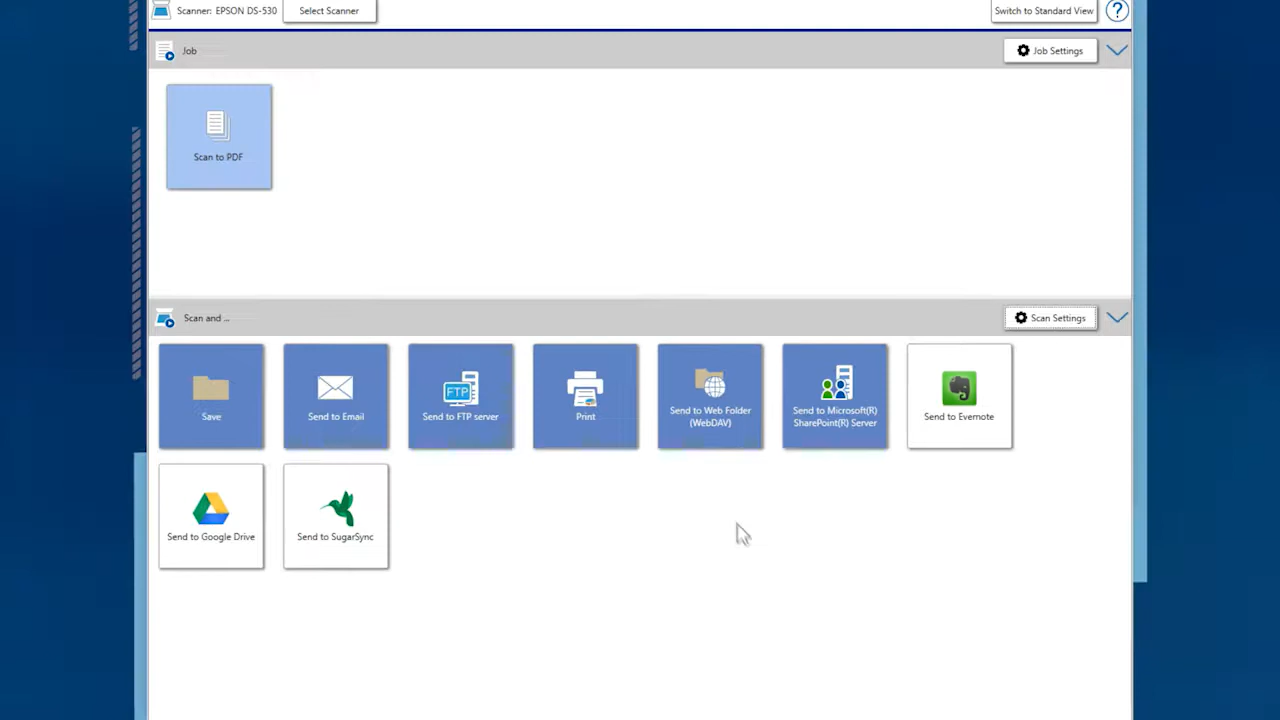 Scanner: EPSON DS-530
Select Scanner
Switch to Standard View
?
Job
Job Settings
Scan to PDF
Scan and ...
Scan Settings
Save
Send to Email
FTP
Send to FTP server
Print
Send to Web Folder
(WebDAV)
Send to Microsoft(R)
SharePoint(R) Server
Send to Evernote
Send to Google Drive
Send to SugarSync